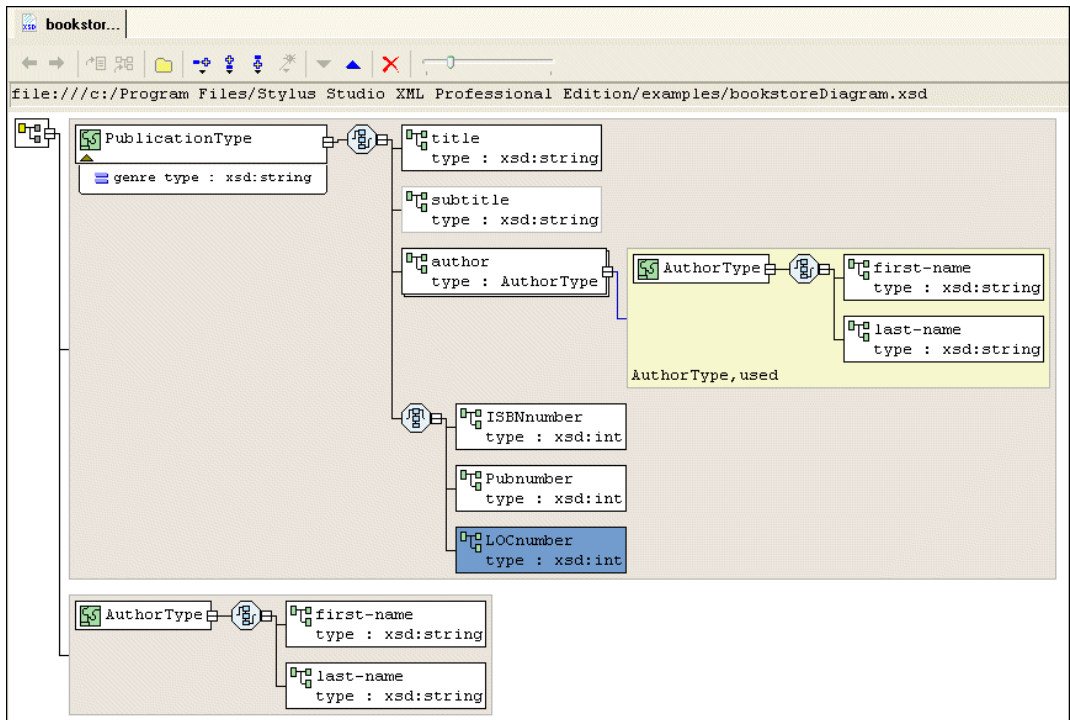 XSD bookstor...
file:///c:/Program Files/Stylus Studio XML Professional Edition/examples/bookstoreDiagram.xsd
PublicationType
genre type : xsd:string
title
type : xsd:string
subtitle
type : xsd:string
author
type : AuthorType
AuthorType
first-name
type : xsd:string
last-name
type : xsd:string
AuthorType,used
ISBNnumber
type : xsd:int
Pubnumber
type : xsd:int
LOCnumber
type : xsd:int
AuthorType
first-name
type : xsd:string
last-name
type : xsd:string